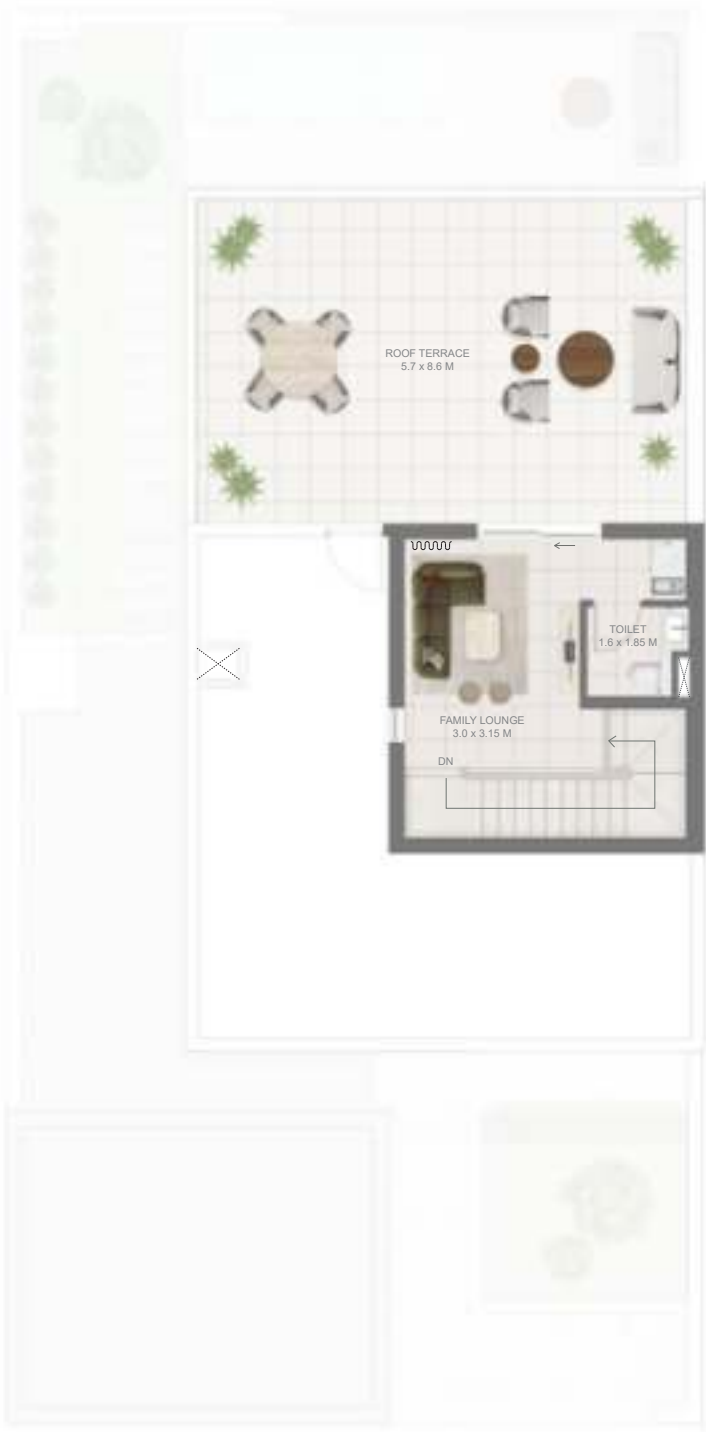 ROOF TERRACE
5.7 x 8.6 M
TOILET
1.6 x 1.85 M
FAMILY LOUNGE
3.0 x 3.15 M
DN